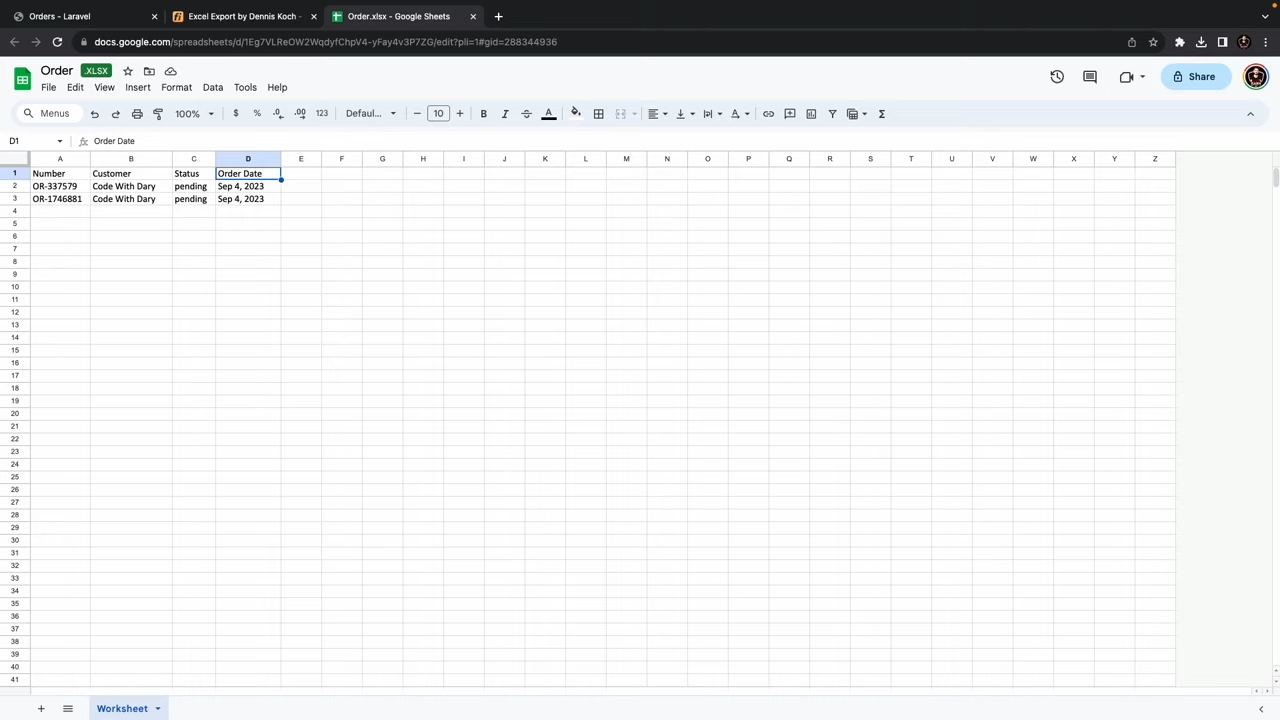 Orders - Laravel
Excel Export by Dennis Koch -
Order.xlsx - Google Sheets
docs.google.com/spreadsheets/d/1Eg7VLReOW2WqdyfChpV4-yFay4v3P7ZG/edit?pli=1#gid=288344936
Order .XLSX
File Edit View Insert Format Data Tools Help
Share
Menus 100% $ % .0 .00 123 Defaul... 10 B I S A
D1 fx Order Date
A B C D E F G H I J K L M N O P Q R S T U V W X Y Z
1 Number Customer Status Order Date
2 OR-337579 Code With Dary pending Sep 4, 2023
3 OR-1746881 Code With Dary pending Sep 4, 2023
4
5
6
7
8
9
10
11
12
13
14
15
16
17
18
19
20
21
22
23
24
25
26
27
28
29
30
31
32
33
34
35
36
37
38
39
40
41
Worksheet